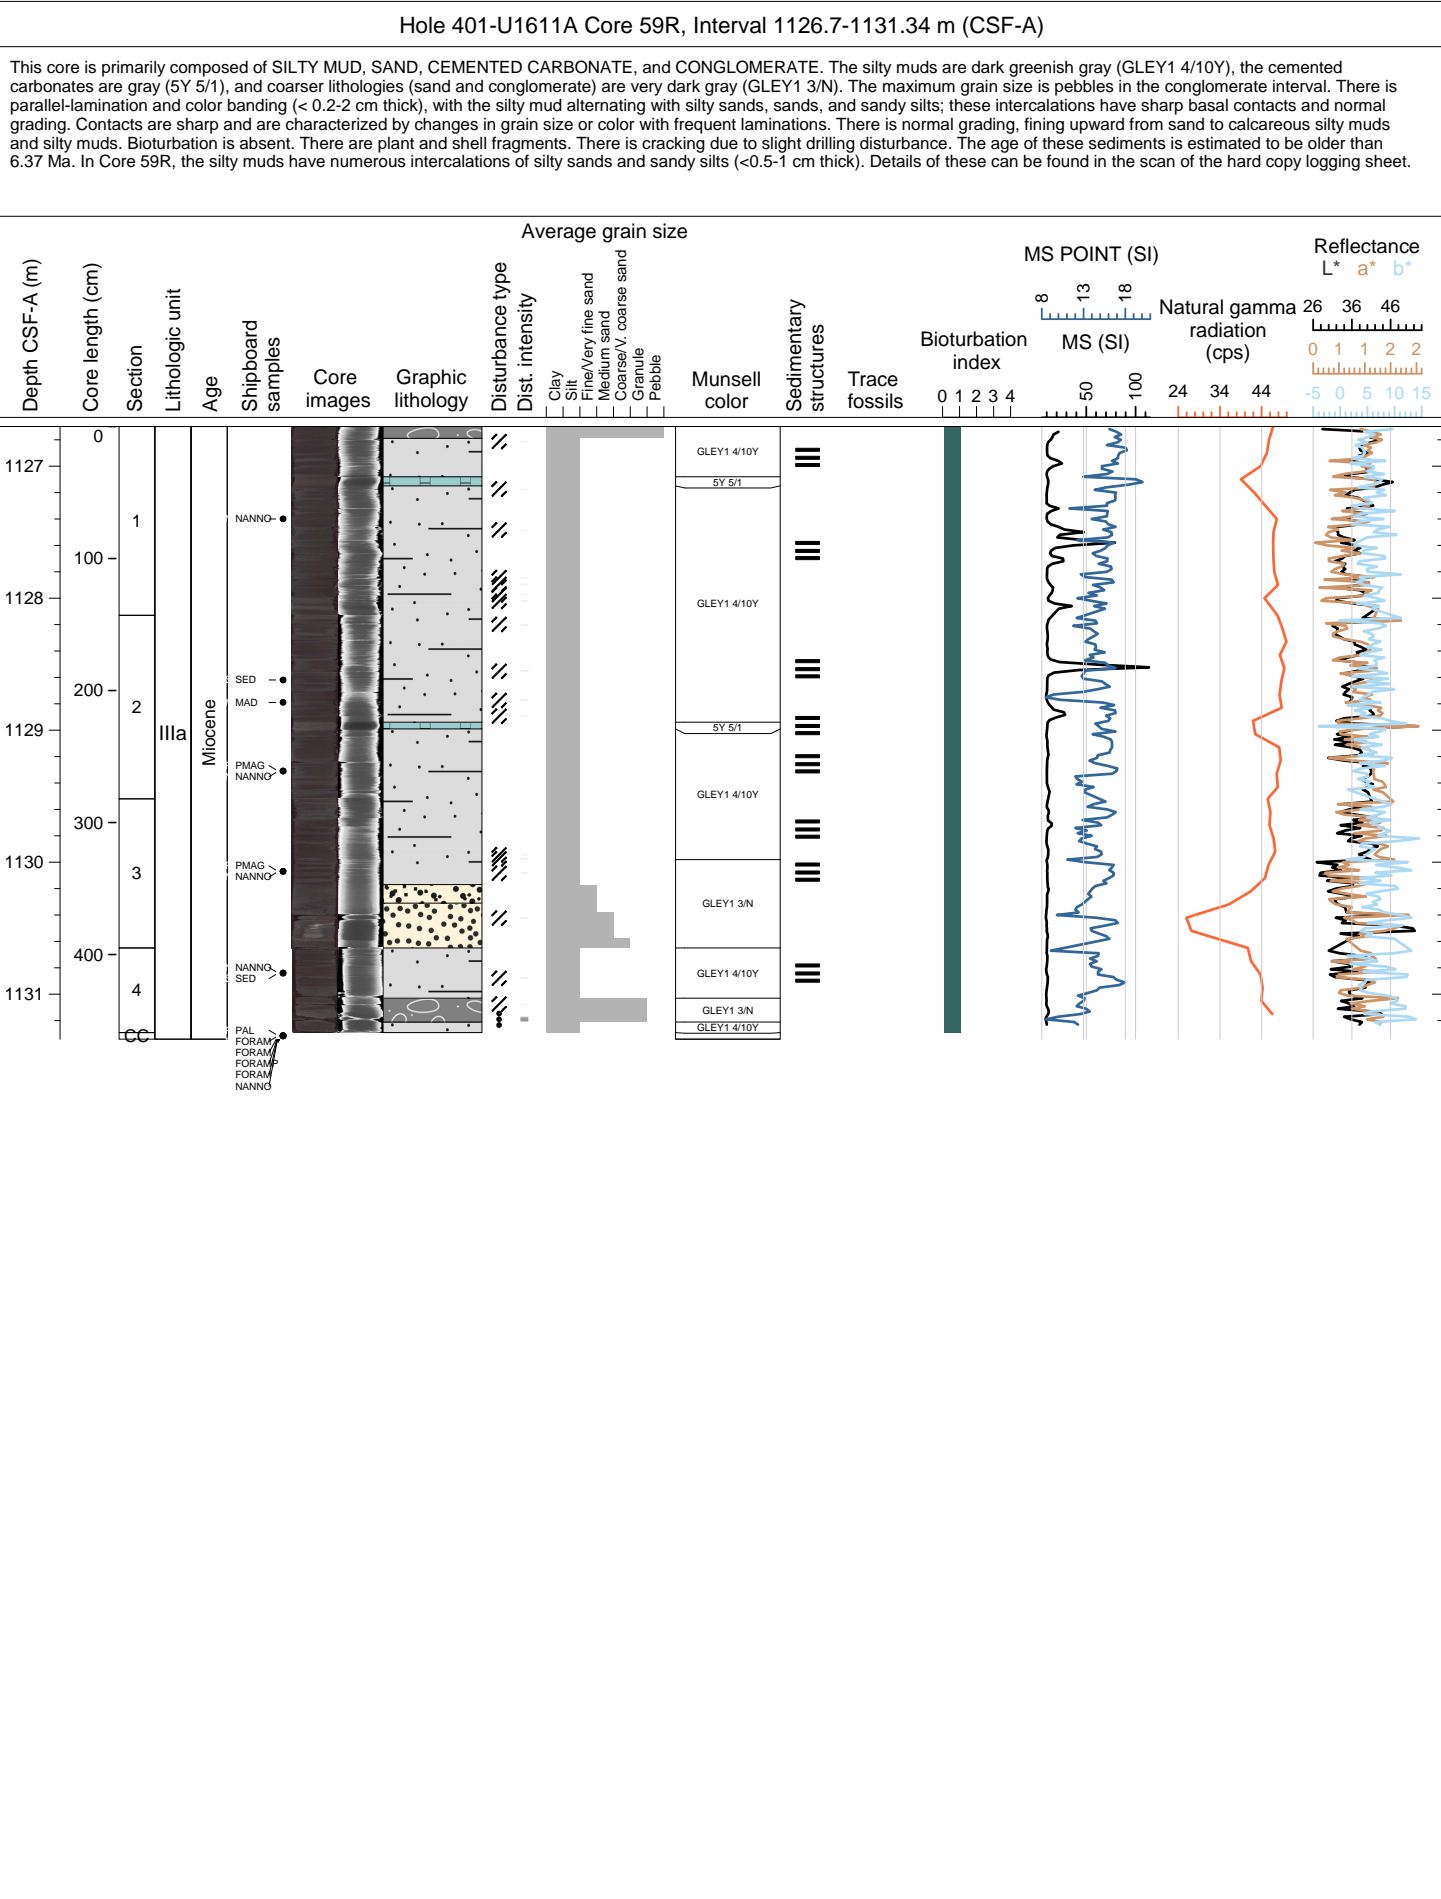 Hole 401-U1611A Core 59R, Interval 1126.7-1131.34 m (CSF-A)
This core is primarily composed of SILTY MUD, SAND, CEMENTED CARBONATE, and CONGLOMERATE. The silty muds are dark greenish gray (GLEY1 4/10Y), the cemented
carbonates are gray (5Y 5/1), and coarser lithologies (sand and conglomerate) are very dark gray (GLEY1 3/N). The maximum grain size is pebbles in the conglomerate interval. There is
parallel-lamination and color banding (< 0.2-2 cm thick), with the silty mud alternating with silty sands, sands, and sandy silts; these intercalations have sharp basal contacts and normal
grading. Contacts are sharp and are characterized by changes in grain size or color with frequent laminations. There is normal grading, fining upward from sand to calcareous silty muds
and silty muds. Bioturbation is absent. There are plant and shell fragments. There is cracking due to slight drilling disturbance. The age of these sediments is estimated to be older than
6.37 Ma. In Core 59R, the silty muds have numerous intercalations of silty sands and sandy silts (<0.5-1 cm thick). Details of these can be found in the scan of the hard copy logging sheet.
Depth CSF-A (m)
Core length (cm)
Section
Lithologic unit
Age
Shipboard
samples
Core
images
Graphic
lithology
Disturbance type
Dist. intensity
Average grain size
Clay
Silt
Fine/Very fine sand
Medium sand
Coarse/V. coarse sand
Granule
Pebble
Munsell
color
Sedimentary
structures
Trace
fossils
Bioturbation
index
0 1 2 3 4
MS POINT (SI)
8 13 18
MS (SI)
50 100
Natural gamma
radiation
(cps)
24 34 44
Reflectance
L* a* b*
26 36 46
0 1 1 2 2
-5 0 5 10 15
1127
1128
1129
1130
1131
0
100
200
300
400
1
2
3
4
CC
IIIa
Miocene
NANNO
SED
MAD
PMAG
NANNO
PMAG
NANNO
NANNO
SED
PAL
FORAM
FORAM
FORAMP
FORAM
NANNO
GLEY1 4/10Y
5Y 5/1
GLEY1 4/10Y
5Y 5/1
GLEY1 4/10Y
GLEY1 3/N
GLEY1 4/10Y
GLEY1 3/N
GLEY1 4/10Y